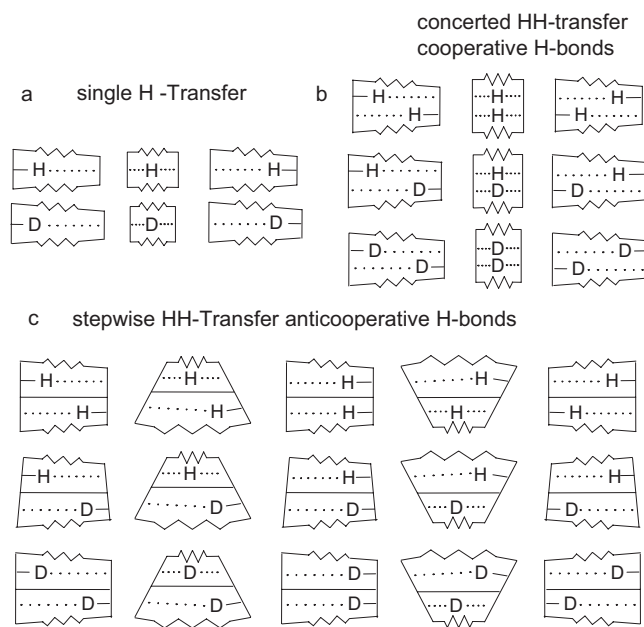 concerted HH-transfer
cooperative H-bonds
a single H -Transfer
b
H H H
D D D
H H H
H H H
H H H
D D D
D D D
D D D
c stepwise HH-Transfer anticooperative H-bonds
H H H H H
H H H H H
H H H H H
D D D D D
D D D D D
D D D D D